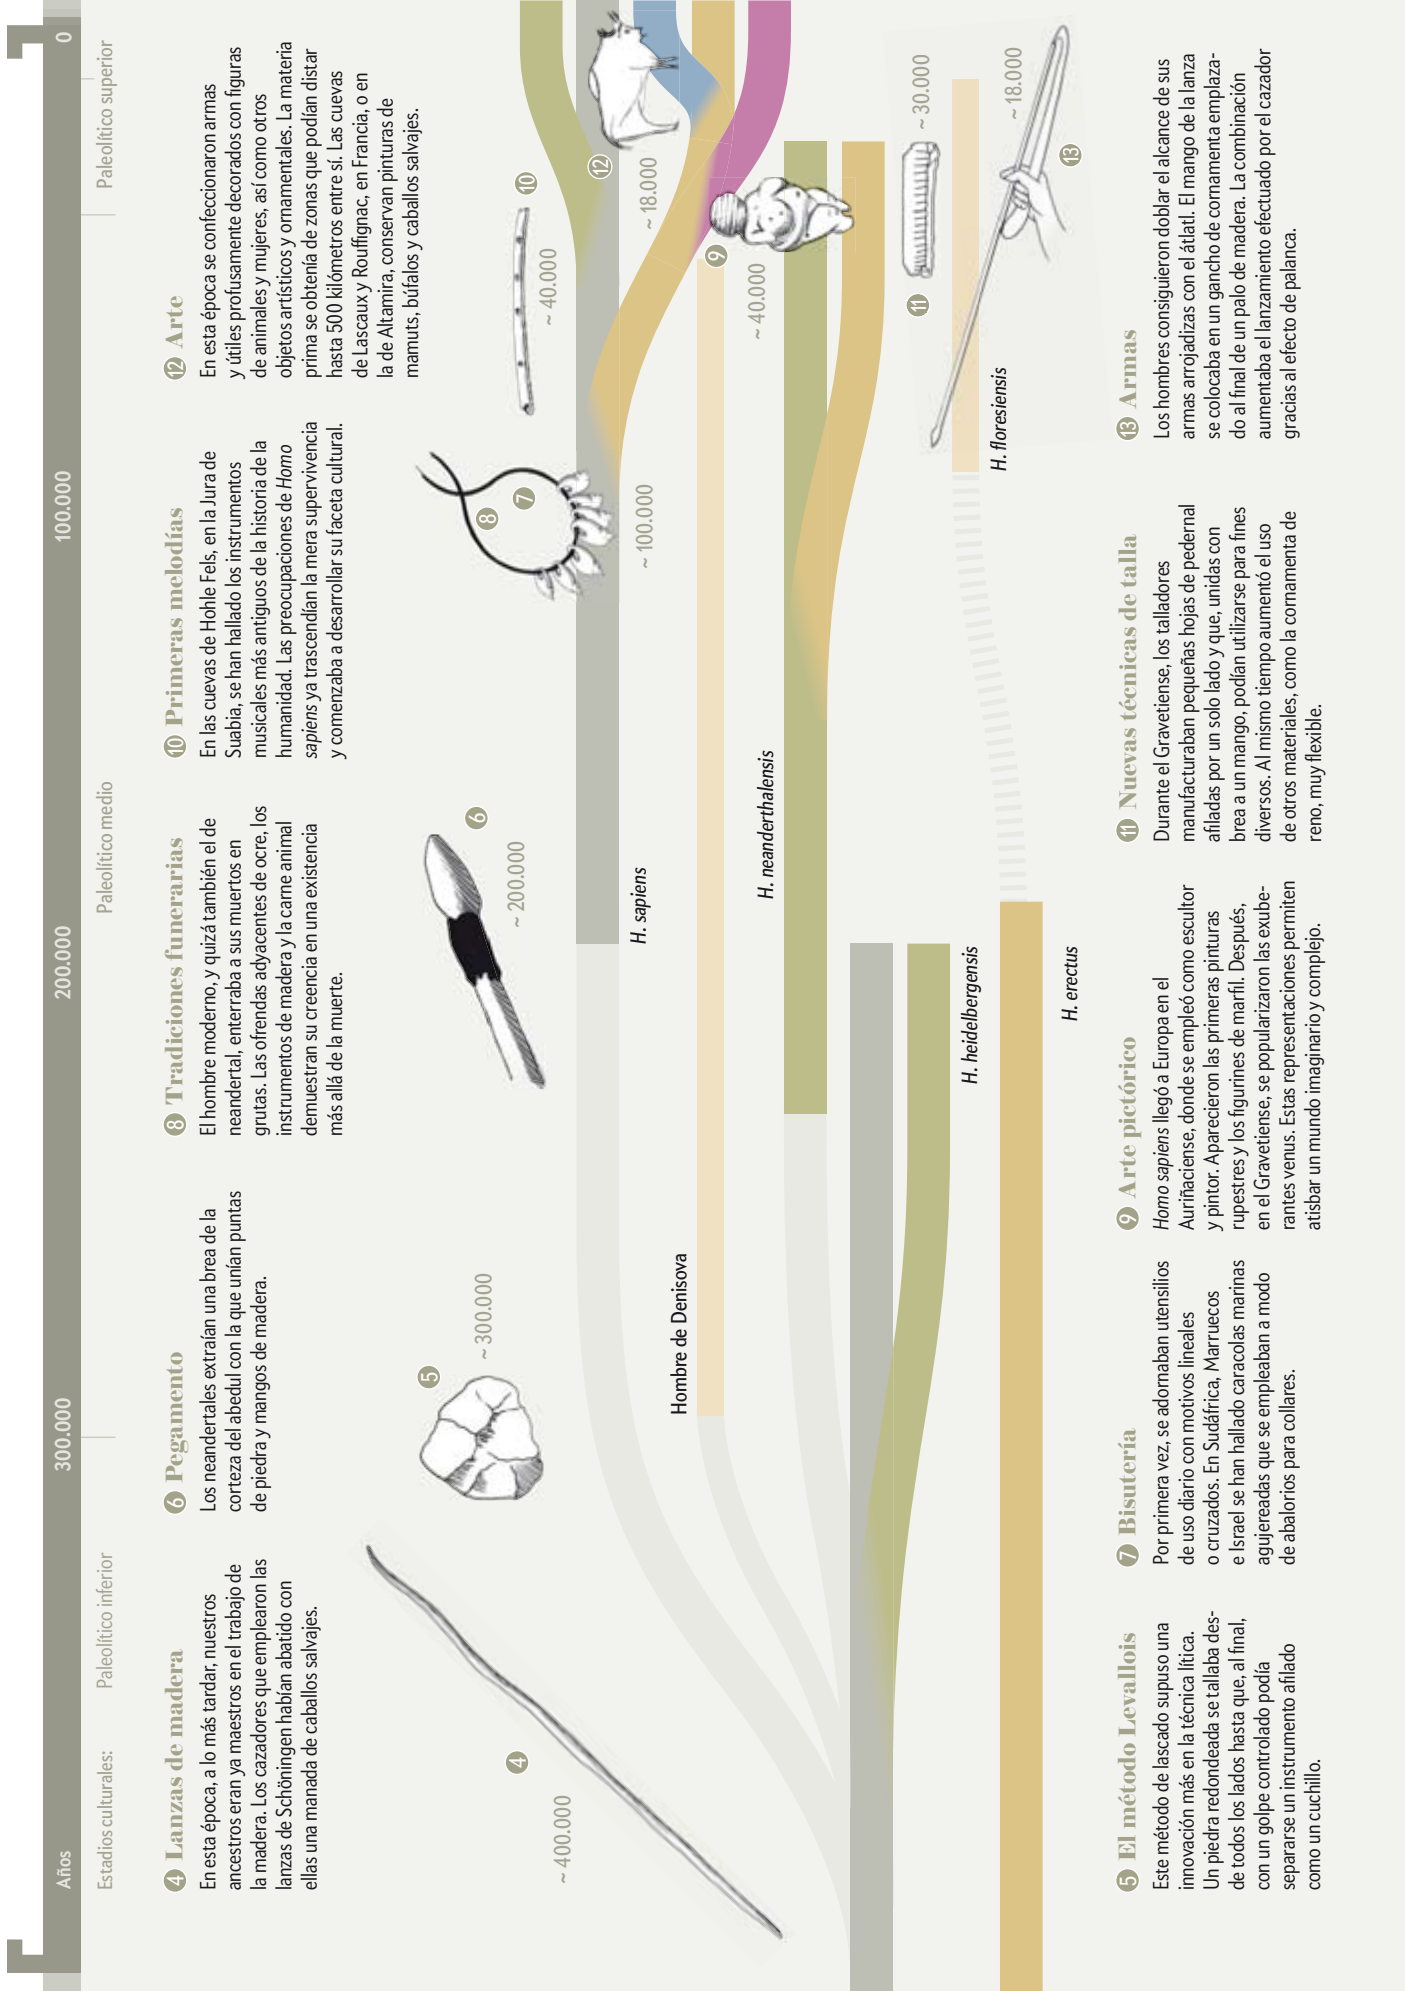 Años
300.000
200.000
100.000
0
Estadios culturales:
Paleolítico inferior
Paleolítico medio
Paleolítico superior
4 Lanzas de madera
En esta época, a lo más tardar, nuestros
ancestros eran ya maestros en el trabajo de
la madera. Los cazadores que emplearon las
lanzas de Schöningen habían abatido con
ellas una manada de caballos salvajes.
6 Pegamento
Los neandertales extraían una brea de la
corteza del abedul con la que unían puntas
de piedra y mangos de madera.
8 Tradiciones funerarias
El hombre moderno, y quizá también el de
neandertal, enterraba a sus muertos en
grutas. Las ofrendas adyacentes de ocre, los
instrumentos de madera y la carne animal
demuestran su creencia en una existencia
más allá de la muerte.
10 Primeras melodías
En las cuevas de Hohle Fels, en la Jura de
Suabia, se han hallado los instrumentos
musicales más antiguos de la historia de la
humanidad. Las preocupaciones de Homo
sapiens ya trascendían la mera supervivencia
y comenzaba a desarrollar su faceta cultural.
12 Arte
En esta época se confeccionaron armas
y útiles profusamente decorados con figuras
de animales y mujeres, así como otros
objetos artísticos y ornamentales. La materia
prima se obtenía de zonas que podían distar
hasta 500 kilómetros entre sí. Las cuevas
de Lascaux y Rouffignac, en Francia, o en
la de Altamira, conservan pinturas de
mamuts, búfalos y caballos salvajes.
4
~ 400.000
5
~ 300.000
6
~ 200.000
8
7
~ 100.000
10
~ 40.000
12
~ 18.000
9
~ 40.000
11
~ 30.000
13
~ 18.000
H. sapiens
Hombre de Denisova
H. neanderthalensis
H. heidelbergensis
H. floresiensis
H. erectus
5 El método Levallois
Este método de lascado supuso una
innovación más en la técnica lítica.
Un piedra redondeada se tallaba des-
de todos los lados hasta que, al final,
con un golpe controlado podía
separarse un instrumento afilado
como un cuchillo.
7 Bisutería
Por primera vez, se adornaban utensilios
de uso diario con motivos lineales
o cruzados. En Sudáfrica, Marruecos
e Israel se han hallado caracolas marinas
agujereadas que se empleaban a modo
de abalorios para collares.
9 Arte pictórico
Homo sapiens llegó a Europa en el
Auriñaciense, donde se empleó como escultor
y pintor. Aparecieron las primeras pinturas
rupestres y los figurines de marfil. Después,
en el Gravetiense, se popularizaron las exube-
rantes venus. Estas representaciones permiten
atisbar un mundo imaginario y complejo.
11 Nuevas técnicas de talla
Durante el Gravetiense, los talladores
manufacturaban pequeñas hojas de pedernal
afiladas por un solo lado y que, unidas con
brea a un mango, podían utilizarse para fines
diversos. Al mismo tiempo aumentó el uso
de otros materiales, como la cornamenta de
reno, muy flexible.
13 Armas
Los hombres consiguieron doblar el alcance de sus
armas arrojadizas con el átlatl. El mango de la lanza
se colocaba en un gancho de cornamenta emplaza-
do al final de un palo de madera. La combinación
aumentaba el lanzamiento efectuado por el cazador
gracias al efecto de palanca.